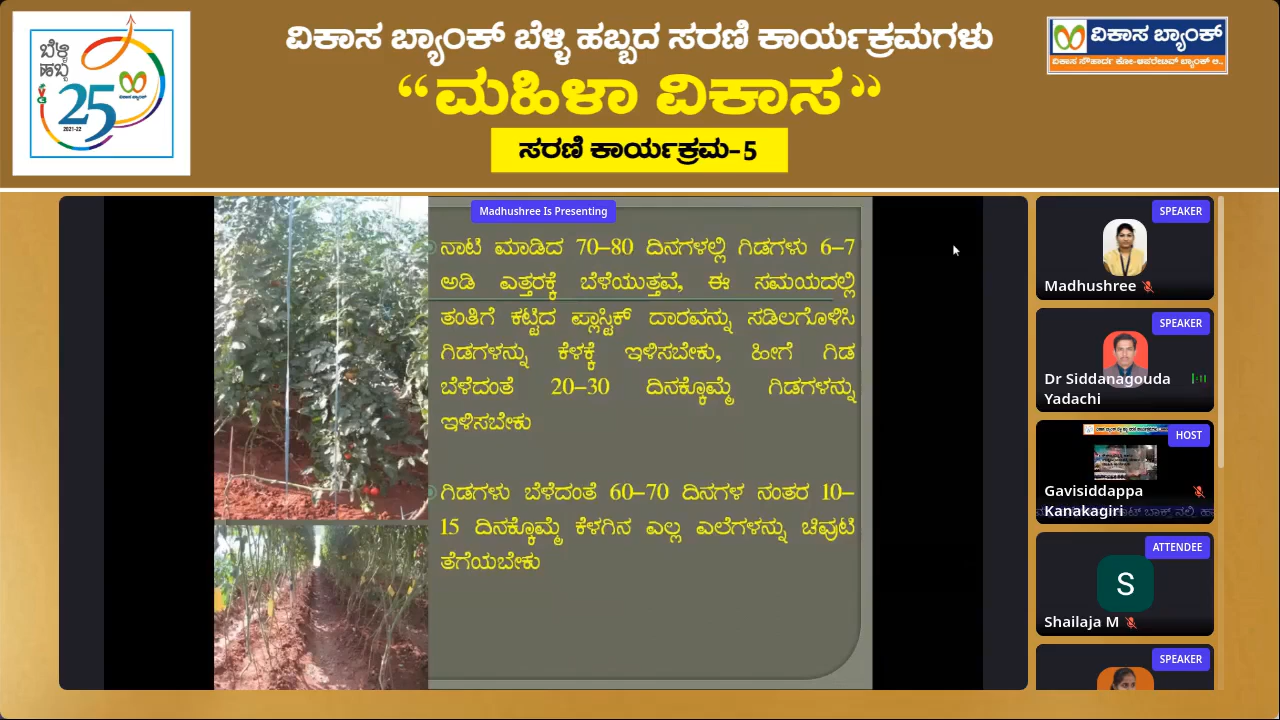 ಬೆಳ್ಳಿ
ಹಬ್ಬ
25
2021-22
ವಿಕಾಸ ಬ್ಯಾಂಕ್ ಬೆಳ್ಳಿ ಹಬ್ಬದ ಸರಣಿ ಕಾರ್ಯಕ್ರಮಗಳು
“ಮಹಿಳಾ ವಿಕಾಸ”
ಸರಣಿ ಕಾರ್ಯಕ್ರಮ-5
ವಿಕಾಸ ಬ್ಯಾಂಕ್
ವಿಕಾಸ ಸೌಹಾರ್ದ ಕೋ-ಆಪರೇಟಿವ್ ಬ್ಯಾಂಕ್ ಲಿ.,
Madhushree Is Presenting
ನಾಟಿ ಮಾಡಿದ 70–80 ದಿನಗಳಲ್ಲಿ ಗಿಡಗಳು 6–7
ಅಡಿ ಎತ್ತರಕ್ಕೆ ಬೆಳೆಯುತ್ತವೆ, ಈ ಸಮಯದಲ್ಲಿ
ತಂತಿಗೆ ಕಟ್ಟಿದ ಪ್ಲಾಸ್ಟಿಕ್ ದಾರವನ್ನು ಸಡಿಲಗೊಳಿಸಿ
ಗಿಡಗಳನ್ನು ಕೆಳಕ್ಕೆ ಇಳಿಸಬೇಕು, ಹೀಗೆ ಗಿಡ
ಬೆಳೆದಂತೆ 20–30 ದಿನಕ್ಕೊಮ್ಮೆ ಗಿಡಗಳನ್ನು
ಇಳಿಸಬೇಕು
ಗಿಡಗಳು ಬೆಳೆದಂತೆ 60–70 ದಿನಗಳ ನಂತರ 10–
15 ದಿನಕ್ಕೊಮ್ಮೆ ಕೆಳಗಿನ ಎಲ್ಲ ಎಲೆಗಳನ್ನು ಚಿವುಟಿ
ತೆಗೆಯಬೇಕು
SPEAKER
Madhushree
SPEAKER
Dr Siddanagouda
Yadachi
HOST
Gavisiddappa
Kanakagiri
ATTENDEE
S
Shailaja M
SPEAKER